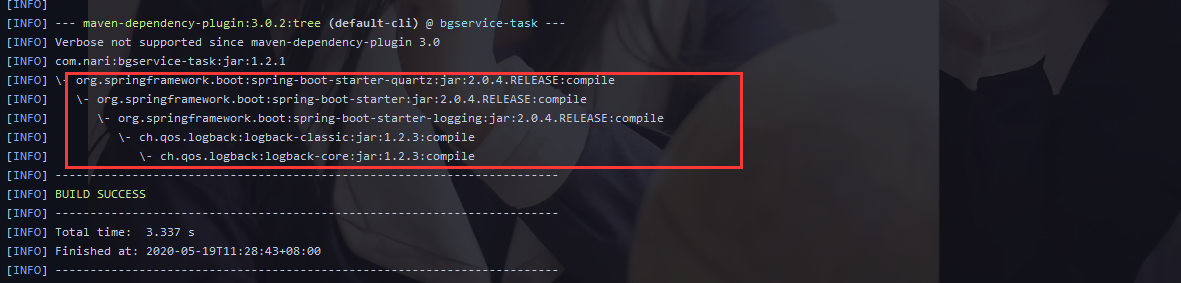 [INFO]
[INFO] --- maven-dependency-plugin:3.0.2:tree (default-cli) @ bgservice-task ---
[INFO] Verbose not supported since maven-dependency-plugin 3.0
[INFO] com.nari:bgservice-task:jar:1.2.1
[INFO] \- org.springframework.boot:spring-boot-starter-quartz:jar:2.0.4.RELEASE:compile
[INFO]    \- org.springframework.boot:spring-boot-starter:jar:2.0.4.RELEASE:compile
[INFO]       \- org.springframework.boot:spring-boot-starter-logging:jar:2.0.4.RELEASE:compile
[INFO]          \- ch.qos.logback:logback-classic:jar:1.2.3:compile
[INFO]             \- ch.qos.logback:logback-core:jar:1.2.3:compile
[INFO] ------------------------------------------------------------------------
[INFO] BUILD SUCCESS
[INFO] ------------------------------------------------------------------------
[INFO] Total time:  3.337 s
[INFO] Finished at: 2020-05-19T11:28:43+08:00
[INFO] ------------------------------------------------------------------------